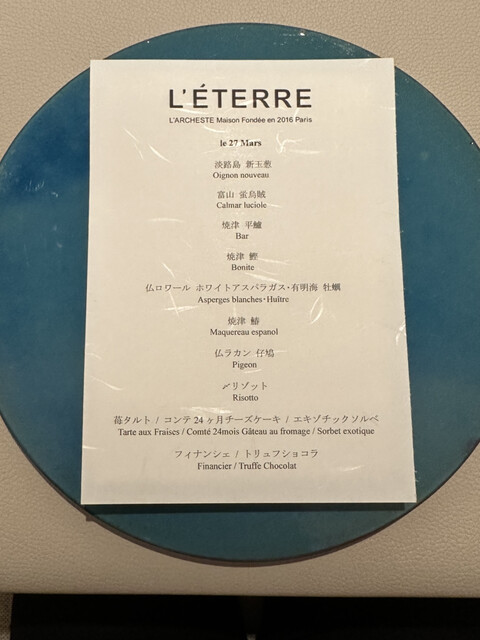 L'ÉTERRE
L'ARCHESTE Maison Fondée en 2016 Paris
le 27 Mars
淡路島 新玉葱
Oignon nouveau
富山 蛍烏賊
Calmar luciole
焼津 平鱸
Bar
焼津 鰹
Bonite
仏ロワール ホワイトアスパラガス・有明海 牡蠣
Asperges blanches・Huître
焼津 鰆
Maquereau espanol
仏ラカン 仔鳩
Pigeon
〆リゾット
Risotto
苺タルト / コンテ24ヶ月チーズケーキ / エキゾチックソルベ
Tarte aux Fraises / Comté 24mois Gâteau au fromage / Sorbet exotique
フィナンシェ / トリュフショコラ
Financier / Truffe Chocolat